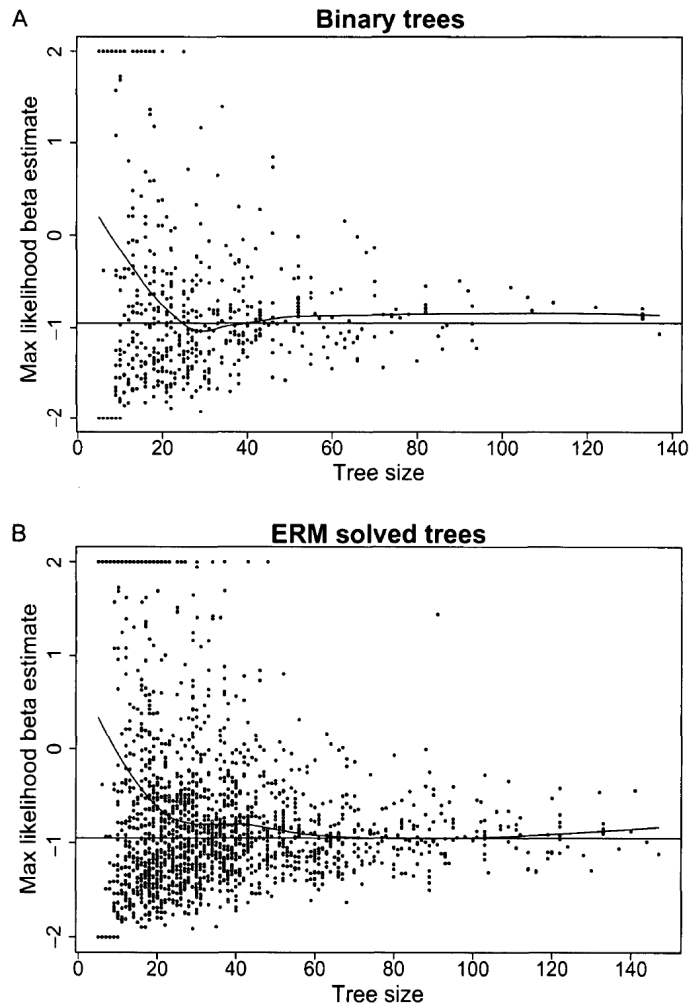 A
Binary trees
Max likelihood beta estimate
2
1
0
-1
-2
0 20 40 60 80 100 120 140
Tree size
B
ERM solved trees
Max likelihood beta estimate
2
1
0
-1
-2
0 20 40 60 80 100 120 140
Tree size